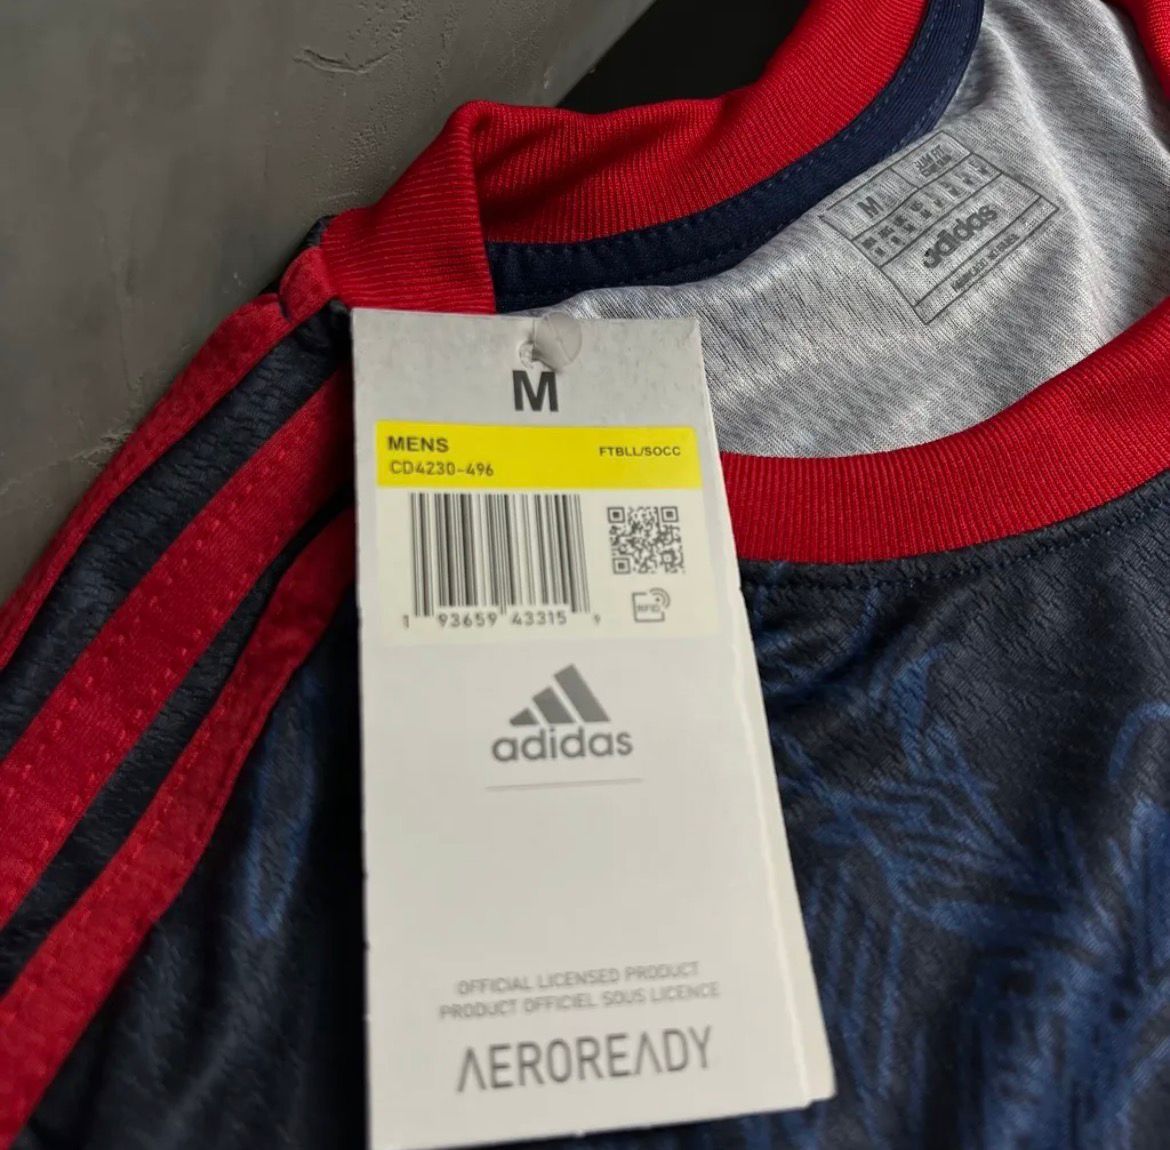 M
MENS
FTBLL/SOCC
CD4230-496
1 93659 43315 9
RFID
adidas
OFFICIAL LICENSED PRODUCT
PRODUCT OFFICIEL SOUS LICENCE
AEROREADY
M
adidas